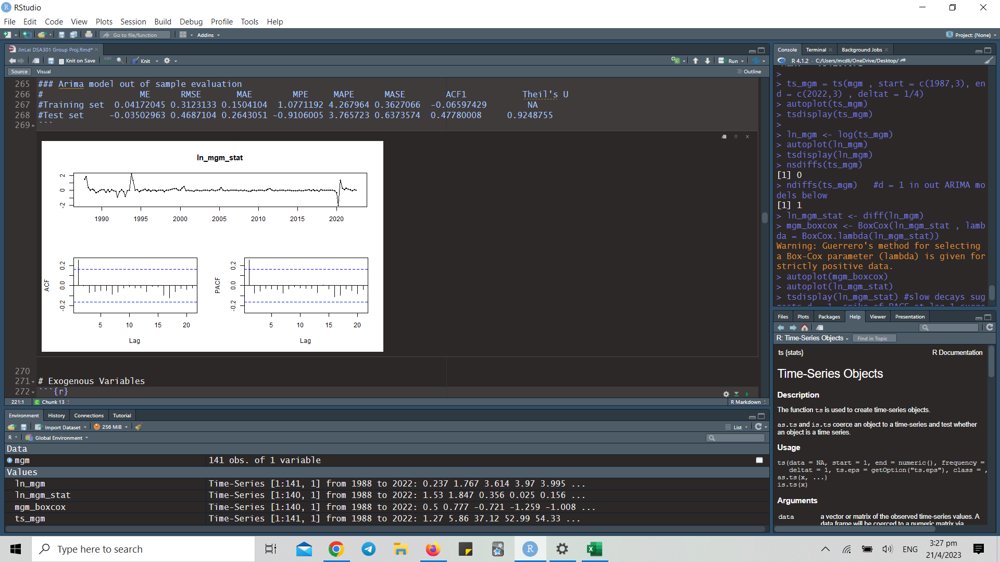 RStudio
File Edit Code View Plots Session Build Debug Profile Tools Help
Go to file/function Addins Project: (None)
JinLei DSA301 Group Proj.Rmd*
Knit on Save ABC Knit Run
Source Visual Outline
265 ### Arima model out of sample evaluation
266 # ME RMSE MAE MPE MAPE MASE ACF1 Theil's U
267 #Training set 0.04172045 0.3123133 0.1504104 1.0771192 4.267964 0.3627066 -0.06597429 NA
268 #Test set -0.03502963 0.4687104 0.2643051 -0.9106005 3.765723 0.6373574 0.47780008 0.9248755
269 ```
ln_mgm_stat
2
0
-2
1990 1995 2000 2005 2010 2015 2020
ACF
0.2
0.0
-0.2
5 10 15 20
Lag
PACF
0.2
0.0
-0.2
5 10 15 20
Lag
270
271 # Exogenous Variables
272 ```{r}
221:1 C Chunk 13 R Markdown
Environment History Connections Tutorial
Import Dataset 256 MiB List
R Global Environment
Data
mgm 141 obs. of 1 variable
Values
ln_mgm Time-Series [1:141, 1] from 1988 to 2022: 0.237 1.767 3.614 3.97 3.995 ...
ln_mgm_stat Time-Series [1:140, 1] from 1988 to 2022: 1.53 1.847 0.356 0.025 0.156 ...
mgm_boxcox Time-Series [1:140, 1] from 1988 to 2022: 0.5 0.777 -0.721 -1.259 -1.008 ...
ts_mgm Time-Series [1:141, 1] from 1988 to 2022: 1.27 5.86 37.12 52.99 54.33 ...
Console Terminal Background Jobs
R 4.1.2 · C:/Users/mcdli/OneDrive/Desktop/
>
> ts_mgm = ts(mgm , start = c(1987,3), en
d = c(2022,3) , deltat = 1/4)
> autoplot(ts_mgm)
> tsdisplay(ts_mgm)
>
> ln_mgm <- log(ts_mgm)
> autoplot(ln_mgm)
> tsdisplay(ln_mgm)
> nsdiffs(ts_mgm)
[1] 0
> ndiffs(ts_mgm) #d = 1 in out ARIMA mo
dels below
[1] 1
> ln_mgm_stat <- diff(ln_mgm)
> mgm_boxcox <- BoxCox(ln_mgm_stat , lamb
da = BoxCox.lambda(ln_mgm_stat))
Warning: Guerrero's method for selecting
a Box-Cox parameter (lambda) is given for
strictly positive data.
> autoplot(mgm_boxcox)
> autoplot(ln_mgm_stat)
> tsdisplay(ln_mgm_stat) #slow decays sug
Files Plots Packages Help Viewer Presentation
R: Time-Series Objects Find in Topic
ts {stats} R Documentation
Time-Series Objects
Description
The function ts is used to create time-series objects.
as.ts and is.ts coerce an object to a time-series and test whether
an object is a time series.
Usage
ts(data = NA, start = 1, end = numeric(), frequency =
deltat = 1, ts.eps = getOption("ts.eps"), class = ,
as.ts(x, ...)
is.ts(x)
Arguments
data a vector or matrix of the observed time-series values. A
data frame will be coerced to a numeric matrix via
Type here to search
ENG
3:27 pm
21/4/2023